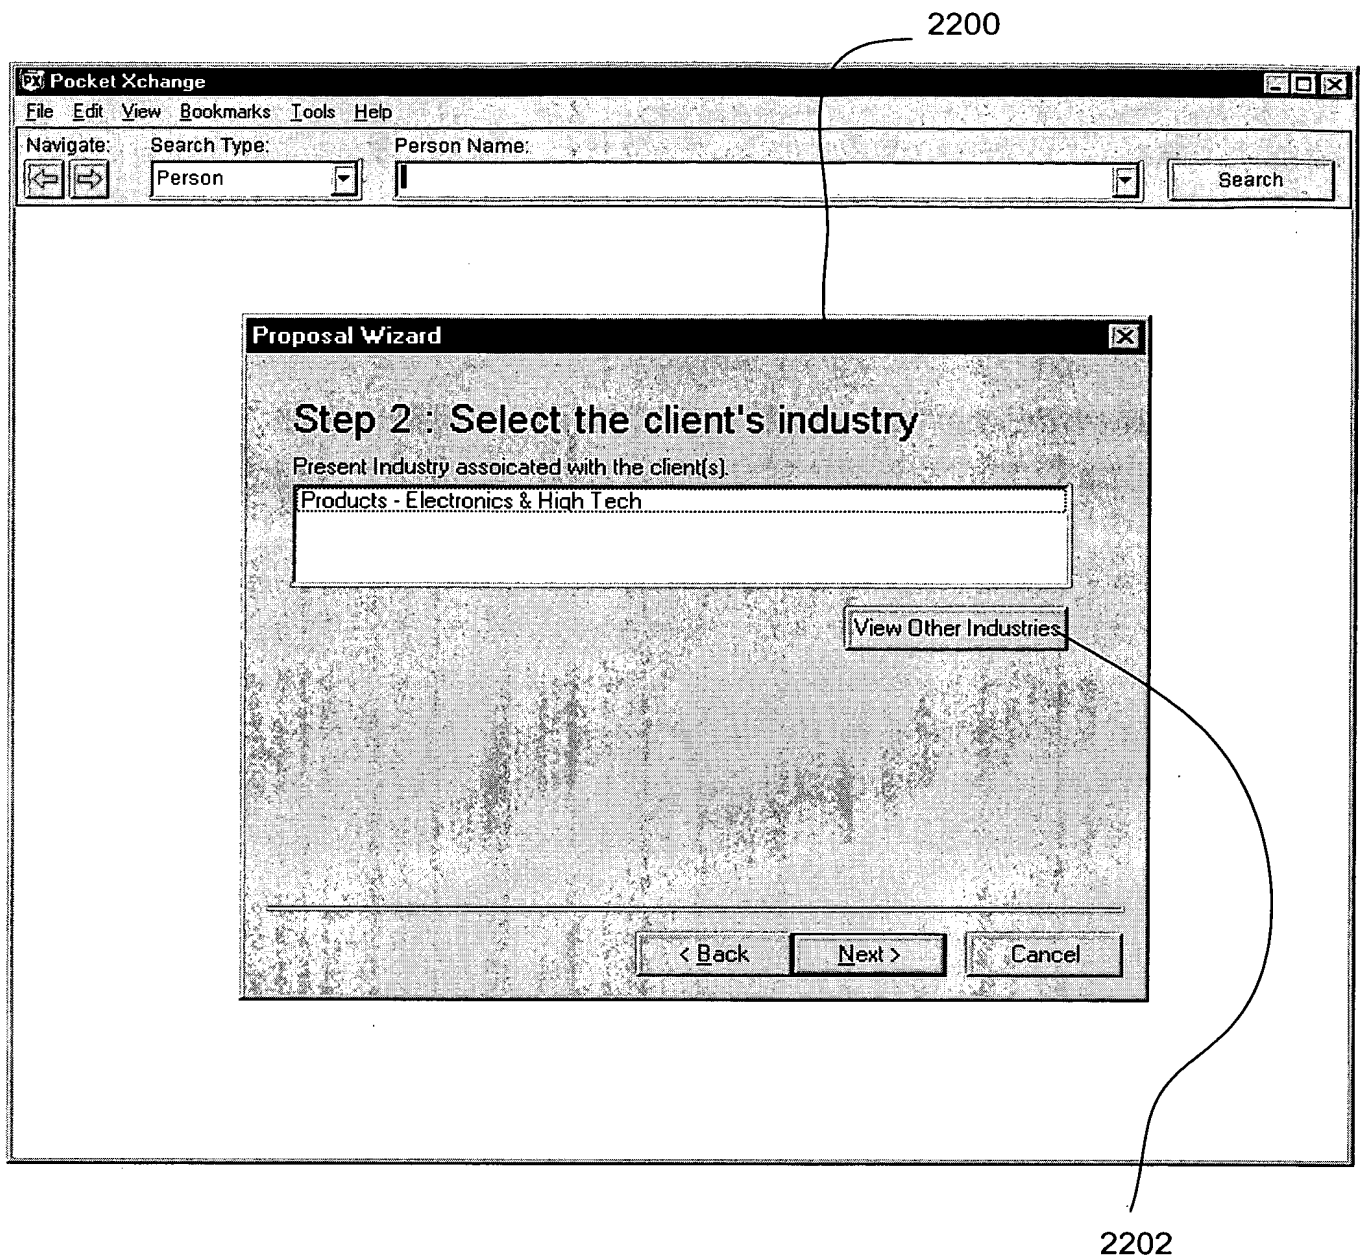 2200
PX Pocket Xchange
File Edit View Bookmarks Tools Help
Navigate: Search Type: Person Name:
Person Search
Proposal Wizard
Step 2 : Select the client's industry
Present Industry assoicated with the client(s).
Products - Electronics & High Tech
View Other Industries
< Back Next > Cancel
2202